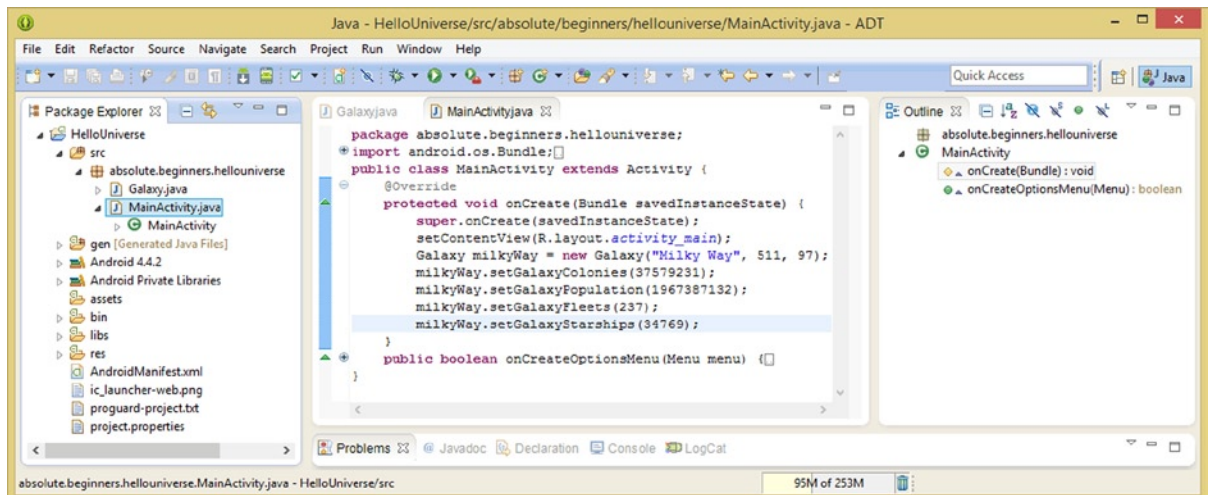 Java - HelloUniverse/src/absolute/beginners/hellouniverse/MainActivity.java - ADT
File Edit Refactor Source Navigate Search Project Run Window Help
Quick Access
Java
Package Explorer
HelloUniverse
src
absolute.beginners.hellouniverse
Galaxy.java
MainActivity.java
MainActivity
gen [Generated Java Files]
Android 4.4.2
Android Private Libraries
assets
bin
libs
res
AndroidManifest.xml
ic_launcher-web.png
proguard-project.txt
project.properties
Galaxy.java
MainActivity.java
package absolute.beginners.hellouniverse;
import android.os.Bundle;
public class MainActivity extends Activity {
@Override
protected void onCreate(Bundle savedInstanceState) {
super.onCreate(savedInstanceState);
setContentView(R.layout.activity_main);
Galaxy milkyWay = new Galaxy("Milky Way", 511, 97);
milkyWay.setGalaxyColonies(37579231);
milkyWay.setGalaxyPopulation(1967387132);
milkyWay.setGalaxyFleets(237);
milkyWay.setGalaxyStarships(34769);
}
public boolean onCreateOptionsMenu(Menu menu) {
}
Outline
absolute.beginners.hellouniverse
MainActivity
onCreate(Bundle) : void
onCreateOptionsMenu(Menu) : boolean
Problems @ Javadoc Declaration Console LogCat
absolute.beginners.hellouniverse.MainActivity.java - HelloUniverse/src
95M of 253M